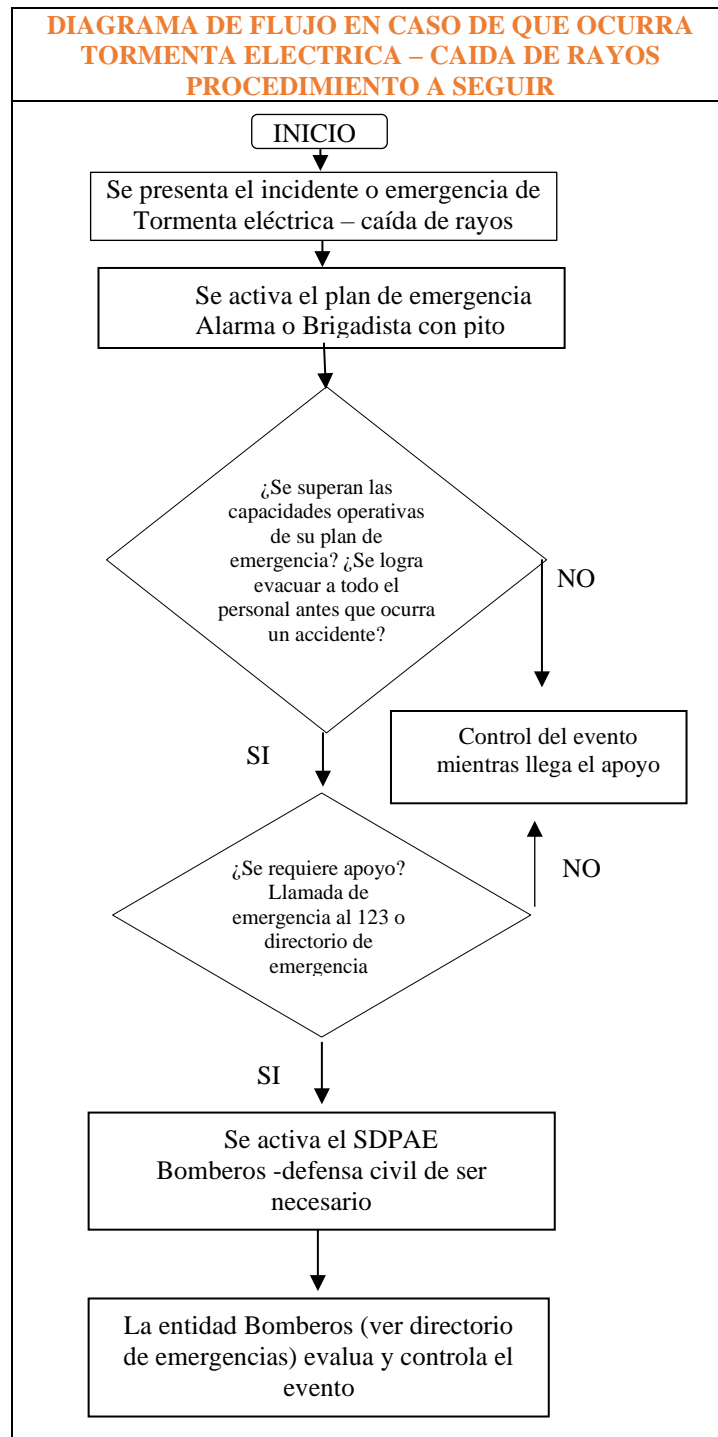 DIAGRAMA DE FLUJO EN CASO DE QUE OCURRA
TORMENTA ELECTRICA – CAIDA DE RAYOS
PROCEDIMIENTO A SEGUIR
INICIO
Se presenta el incidente o emergencia de
Tormenta eléctrica – caída de rayos
Se activa el plan de emergencia
Alarma o Brigadista con pito
¿Se superan las
capacidades operativas
de su plan de
emergencia? ¿Se logra
evacuar a todo el
personal antes que ocurra
un accidente?
NO
Control del evento
mientras llega el apoyo
SI
¿Se requiere apoyo?
Llamada de
emergencia al 123 o
directorio de
emergencia
NO
SI
Se activa el SDPAE
Bomberos -defensa civil de ser
necesario
La entidad Bomberos (ver directorio
de emergencias) evalua y controla el
evento